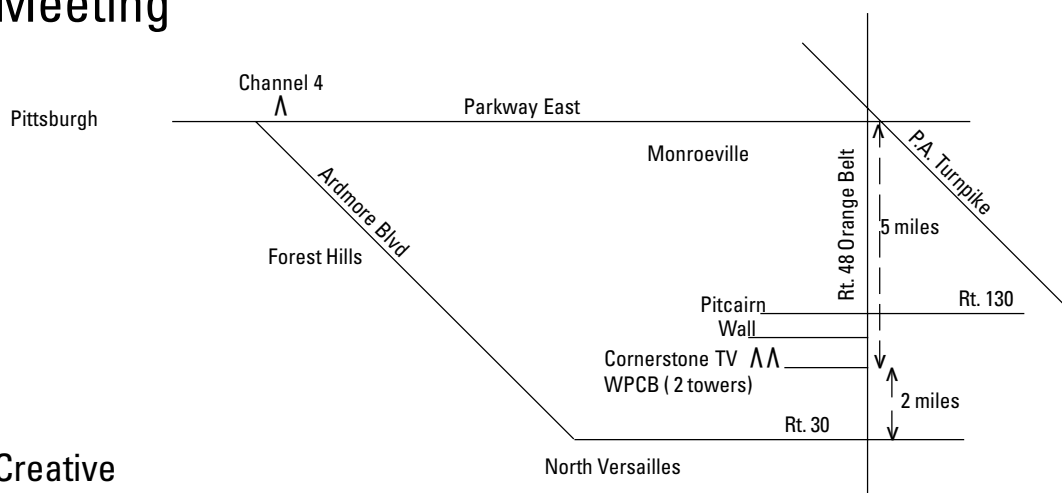 Meeting
Channel 4
Pittsburgh
Parkway East
Monroeville
P.A. Turnpike
Ardmore Blvd
Rt. 48 Orange Belt
5 miles
Forest Hills
Pitcairn
Rt. 130
Wall
Cornerstone TV
WPCB ( 2 towers)
2 miles
Rt. 30
North Versailles
Creative